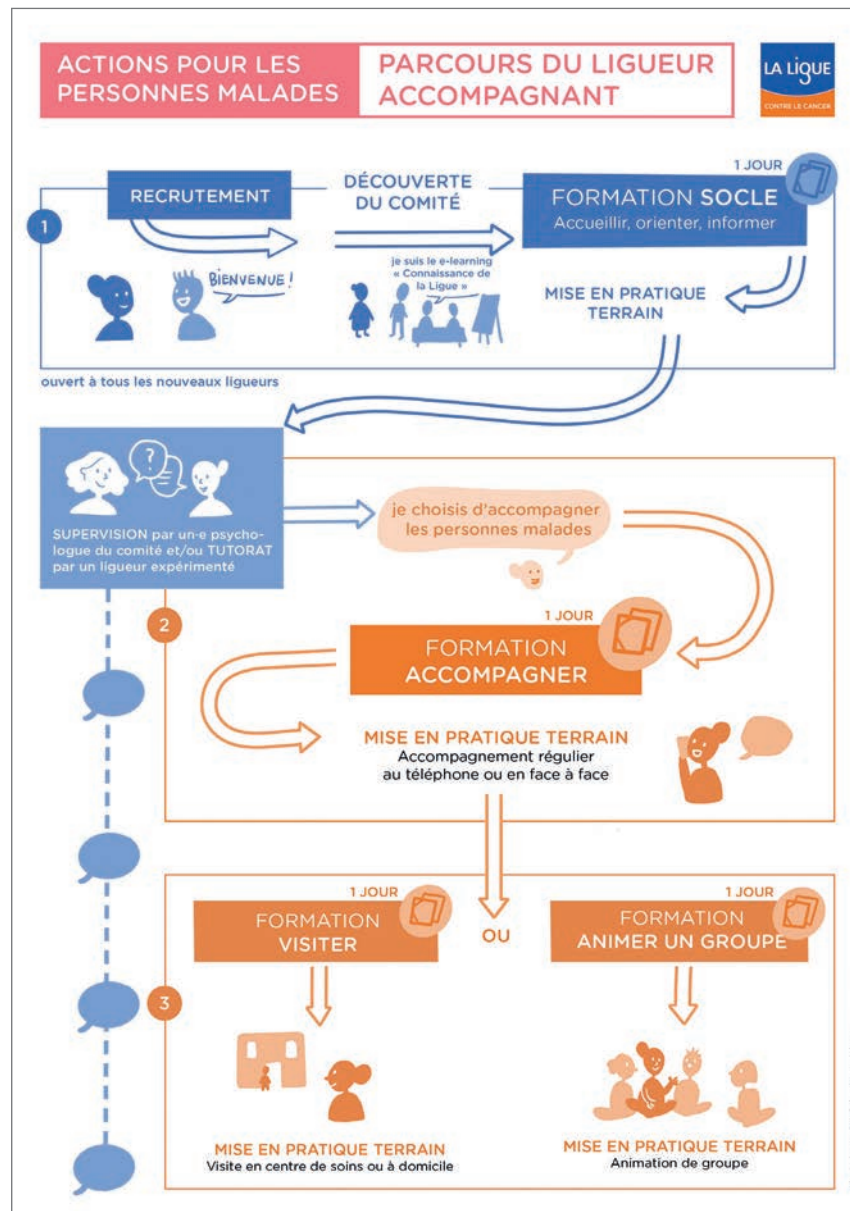 ACTIONS POUR LES
PERSONNES MALADES
PARCOURS DU LIGUEUR
ACCOMPAGNANT
LA LIGUE
CONTRE LE CANCER
1
RECRUTEMENT
DÉCOUVERTE
DU COMITÉ
1 JOUR
FORMATION SOCLE
Accueillir, orienter, informer
BIENVENUE !
je suis le e-learning
« Connaissance de
la Ligue »
MISE EN PRATIQUE
TERRAIN
ouvert à tous les nouveaux ligueurs
?
SUPERVISION par un·e psycho-
logue du comité et/ou TUTORAT
par un ligueur expérimenté
je choisis d'accompagner
les personnes malades
2
1 JOUR
FORMATION
ACCOMPAGNER
MISE EN PRATIQUE TERRAIN
Accompagnement régulier
au téléphone ou en face à face
3
1 JOUR
FORMATION
VISITER
OU
1 JOUR
FORMATION
ANIMER UN GROUPE
MISE EN PRATIQUE TERRAIN
Visite en centre de soins ou à domicile
MISE EN PRATIQUE TERRAIN
Animation de groupe